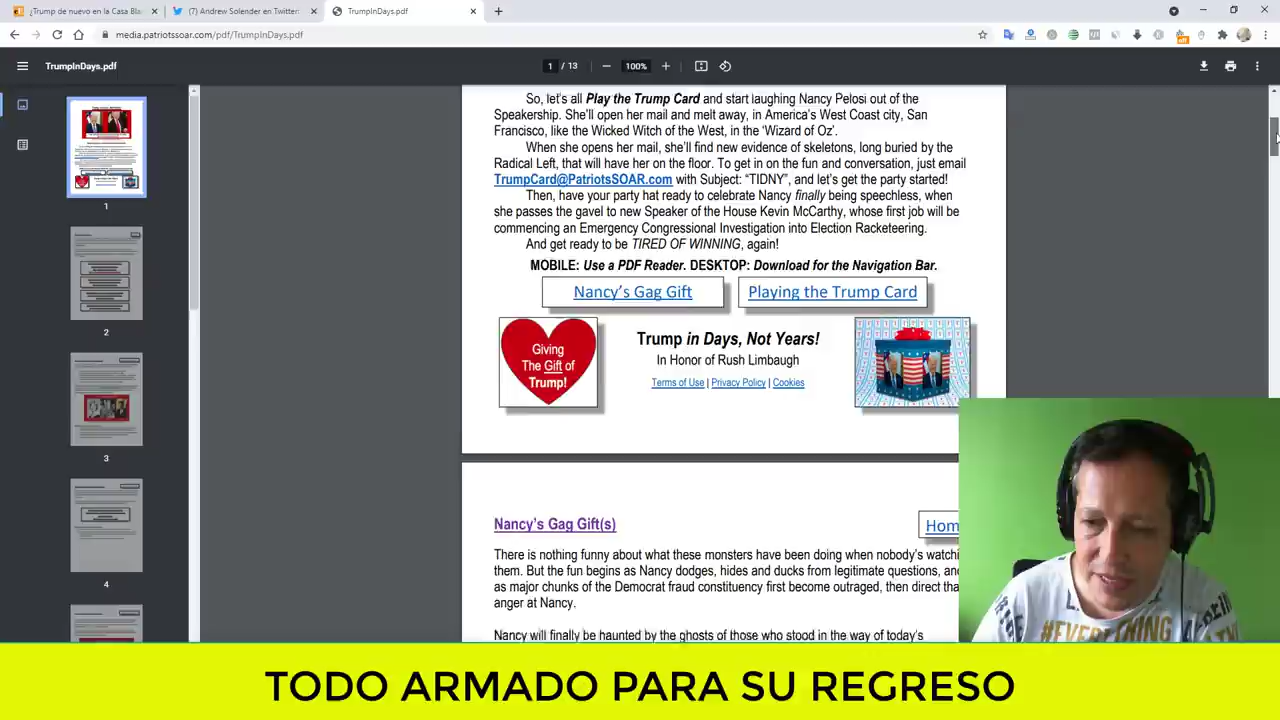 ¿Trump de nuevo en la Casa Bla
(7) Andrew Solender en Twitter:
TrumpInDays.pdf
media.patriotssoar.com/pdf/TrumpInDays.pdf
TrumpInDays.pdf
1 / 13
100%
So, let's all Play the Trump Card and start laughing Nancy Pelosi out of the
Speakership. She'll open her mail and melt away, in America's West Coast city, San
Francisco, like the Wicked Witch of the West, in the 'Wizard of Oz'.
When she opens her mail, she'll find new evidence of skeletons, long buried by the
Radical Left, that will have her on the floor. To get in on the fun and conversation, just email
TrumpCard@PatriotsSOAR.com with Subject: “TIDNY”, and let's get the party started!
Then, have your party hat ready to celebrate Nancy finally being speechless, when
she passes the gavel to new Speaker of the House Kevin McCarthy, whose first job will be
commencing an Emergency Congressional Investigation into Election Racketeering.
And get ready to be TIRED OF WINNING, again!
MOBILE: Use a PDF Reader. DESKTOP: Download for the Navigation Bar.
Nancy's Gag Gift
Playing the Trump Card
Giving
The Gift of
Trump!
Trump in Days, Not Years!
In Honor of Rush Limbaugh
Terms of Use | Privacy Policy | Cookies
1
2
3
4
Nancy's Gag Gift(s)
Hom
There is nothing funny about what these monsters have been doing when nobody's watchi
them. But the fun begins as Nancy dodges, hides and ducks from legitimate questions, and
as major chunks of the Democrat fraud constituency first become outraged, then direct tha
anger at Nancy.
Nancy will finally be haunted by the ghosts of those who stood in the way of today's
#EVERYTHING
TODO ARMADO PARA SU REGRESO